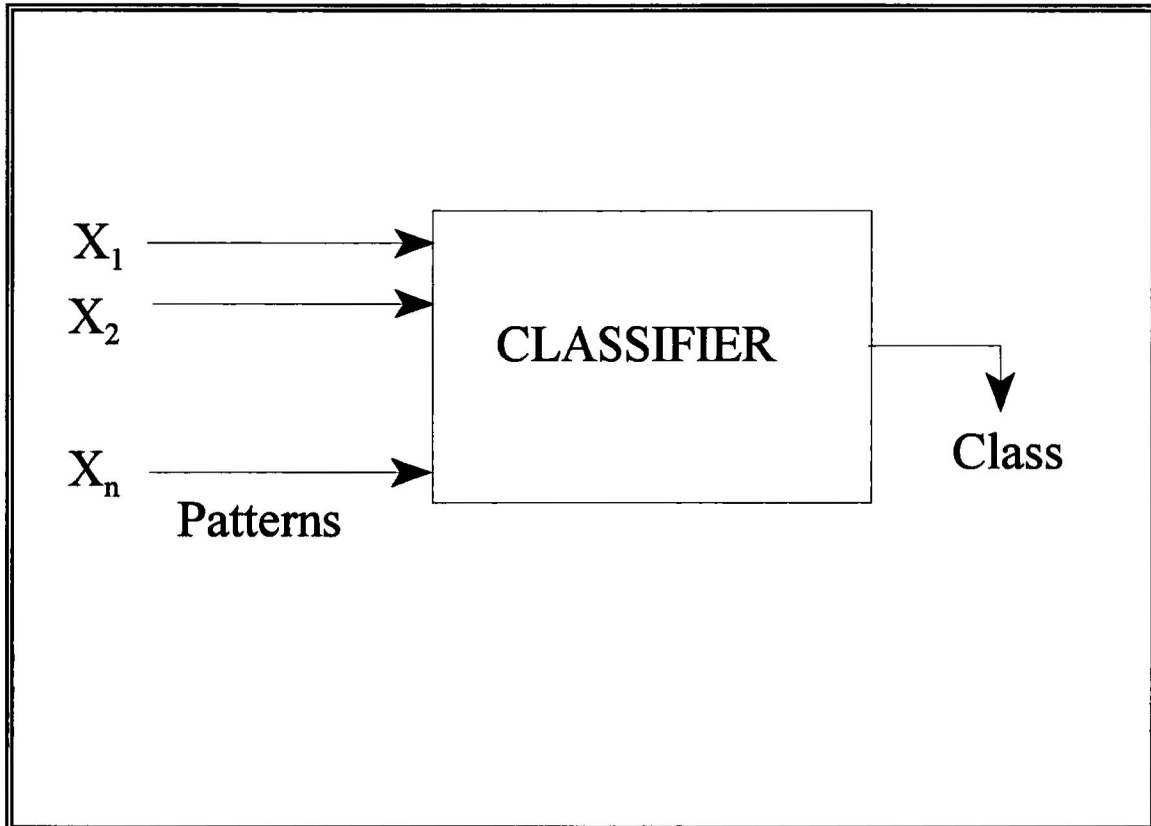 X₁
X₂
CLASSIFIER
Xₙ
Class
Patterns